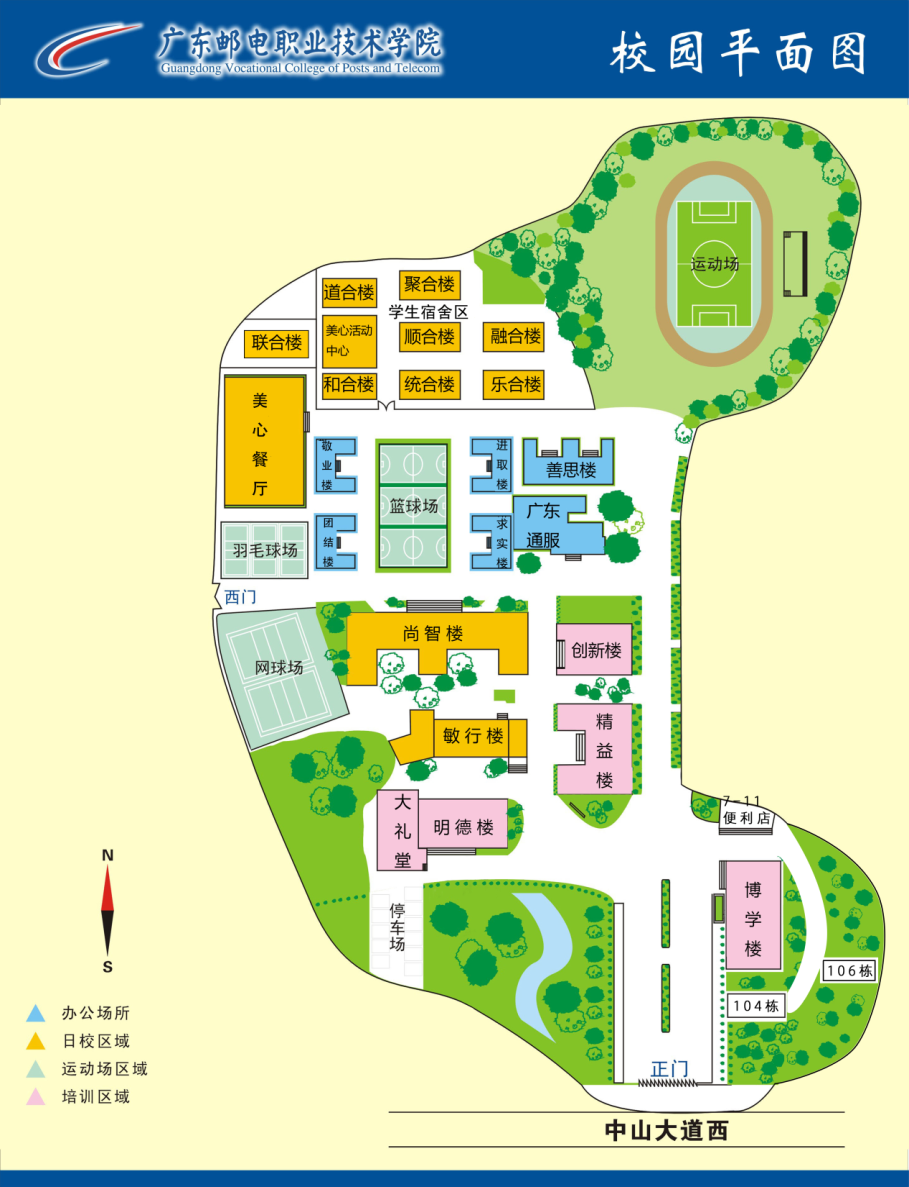 广东邮电职业技术学院
Guangdong Vocational College of Posts and Telecom
校园平面图
运动场
道合楼
聚合楼
学生宿舍区
联合楼
美心活动
中心
顺合楼
融合楼
和合楼
统合楼
乐合楼
美心餐厅
敬业楼
进取楼
善思楼
篮球场
广东
通服
羽毛球场
团结楼
求实楼
西门
尚智楼
创新楼
网球场
敏行楼
精益楼
大礼堂
明德楼
7-11
便利店
停车场
博学楼
106栋
104栋
正门
中山大道西
N
S
办公场所
日校区域
运动场区域
培训区域